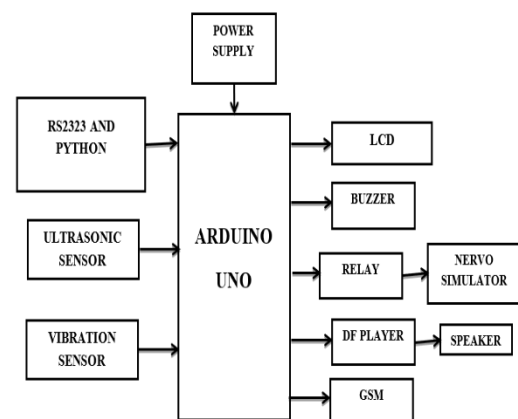 POWER
SUPPLY
RS2323 AND
PYTHON
ULTRASONIC
SENSOR
VIBRATION
SENSOR
ARDUINO
UNO
LCD
BUZZER
RELAY
NERVO
SIMULATOR
DF PLAYER
SPEAKER
GSM